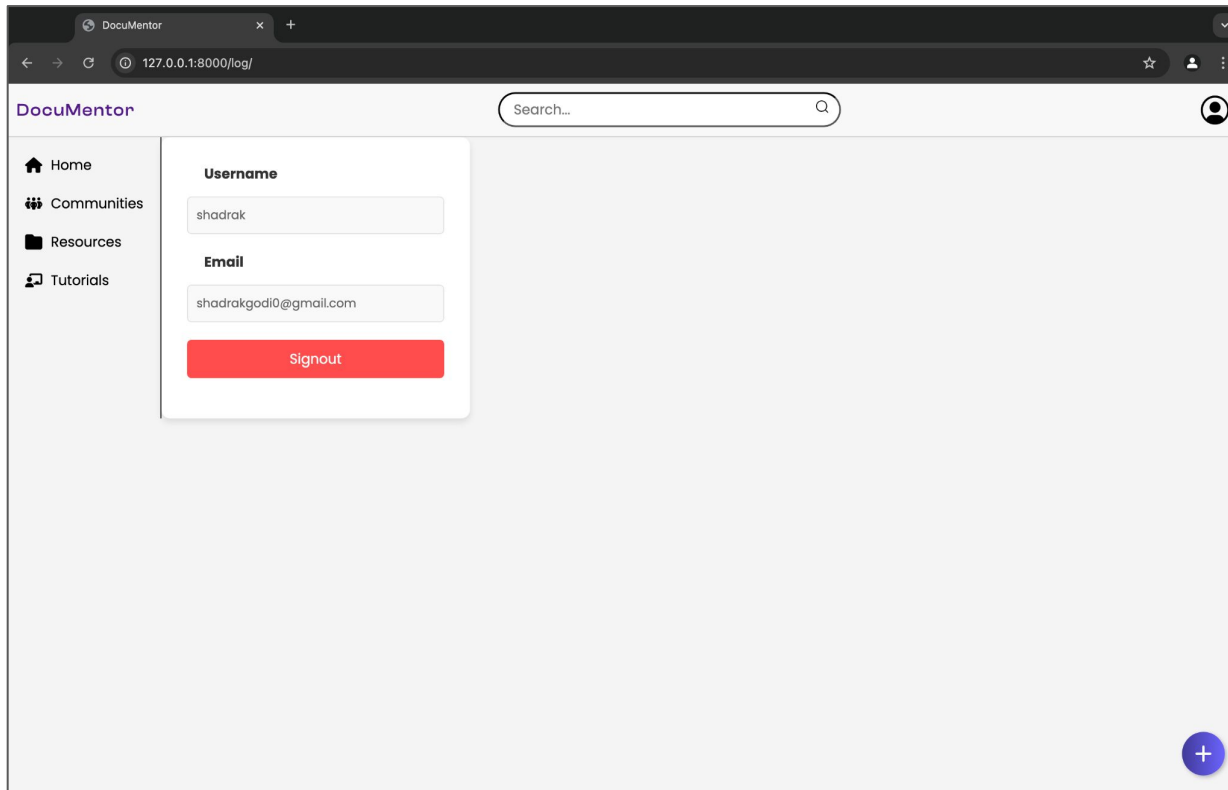 DocuMentor
127.0.0.1:8000/log/
DocuMentor
Search...
Home
Communities
Resources
Tutorials
Username
shadrak
Email
shadrakgodi0@gmail.com
Signout